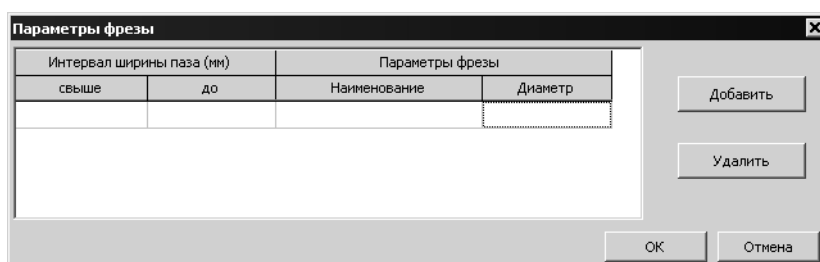 Параметры фрезы
Интервал ширины паза (мм) Параметры фрезы
свыше до Наименование Диаметр
Добавить
Удалить
ОК Отмена